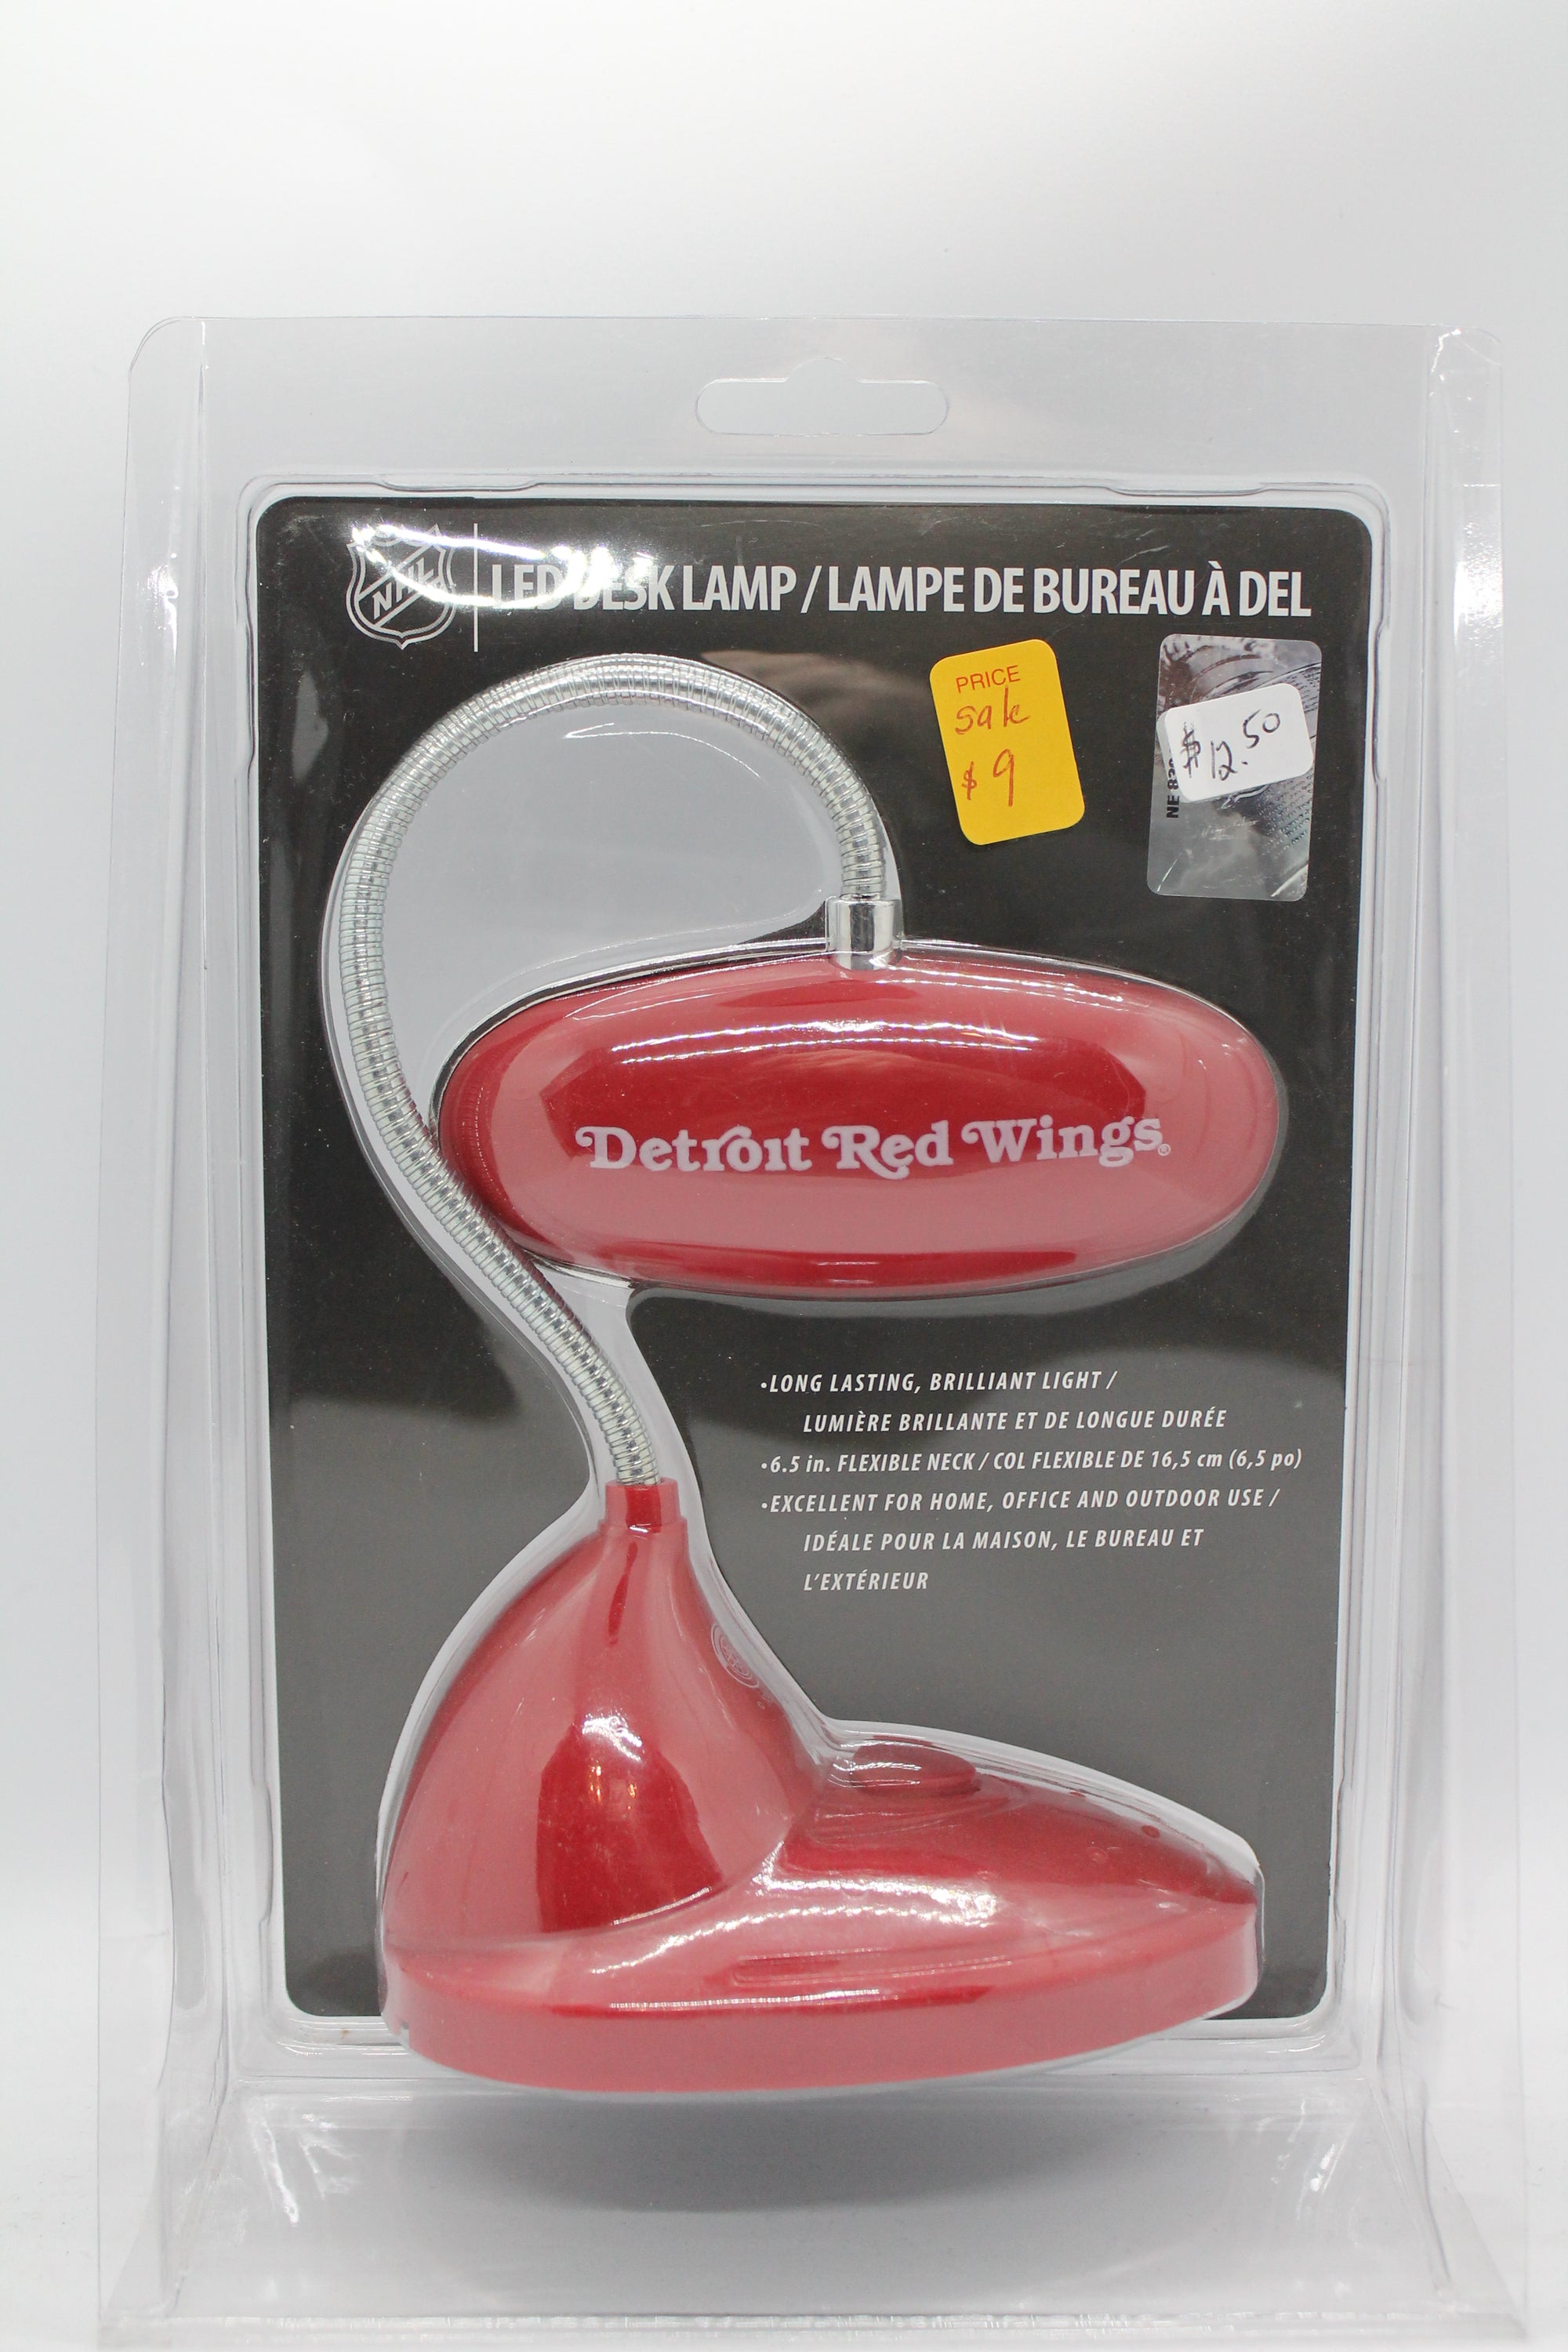 NHL
LED DESK LAMP / LAMPE DE BUREAU À DEL
PRICE
Sale
$9
$12.50
NE
Detroit Red Wings®
•LONG LASTING, BRILLIANT LIGHT /
LUMIÈRE BRILLANTE ET DE LONGUE DURÉE
•6.5 in. FLEXIBLE NECK / COL FLEXIBLE DE 16,5 cm (6,5 po)
•EXCELLENT FOR HOME, OFFICE AND OUTDOOR USE /
IDÉALE POUR LA MAISON, LE BUREAU ET
L'EXTÉRIEUR